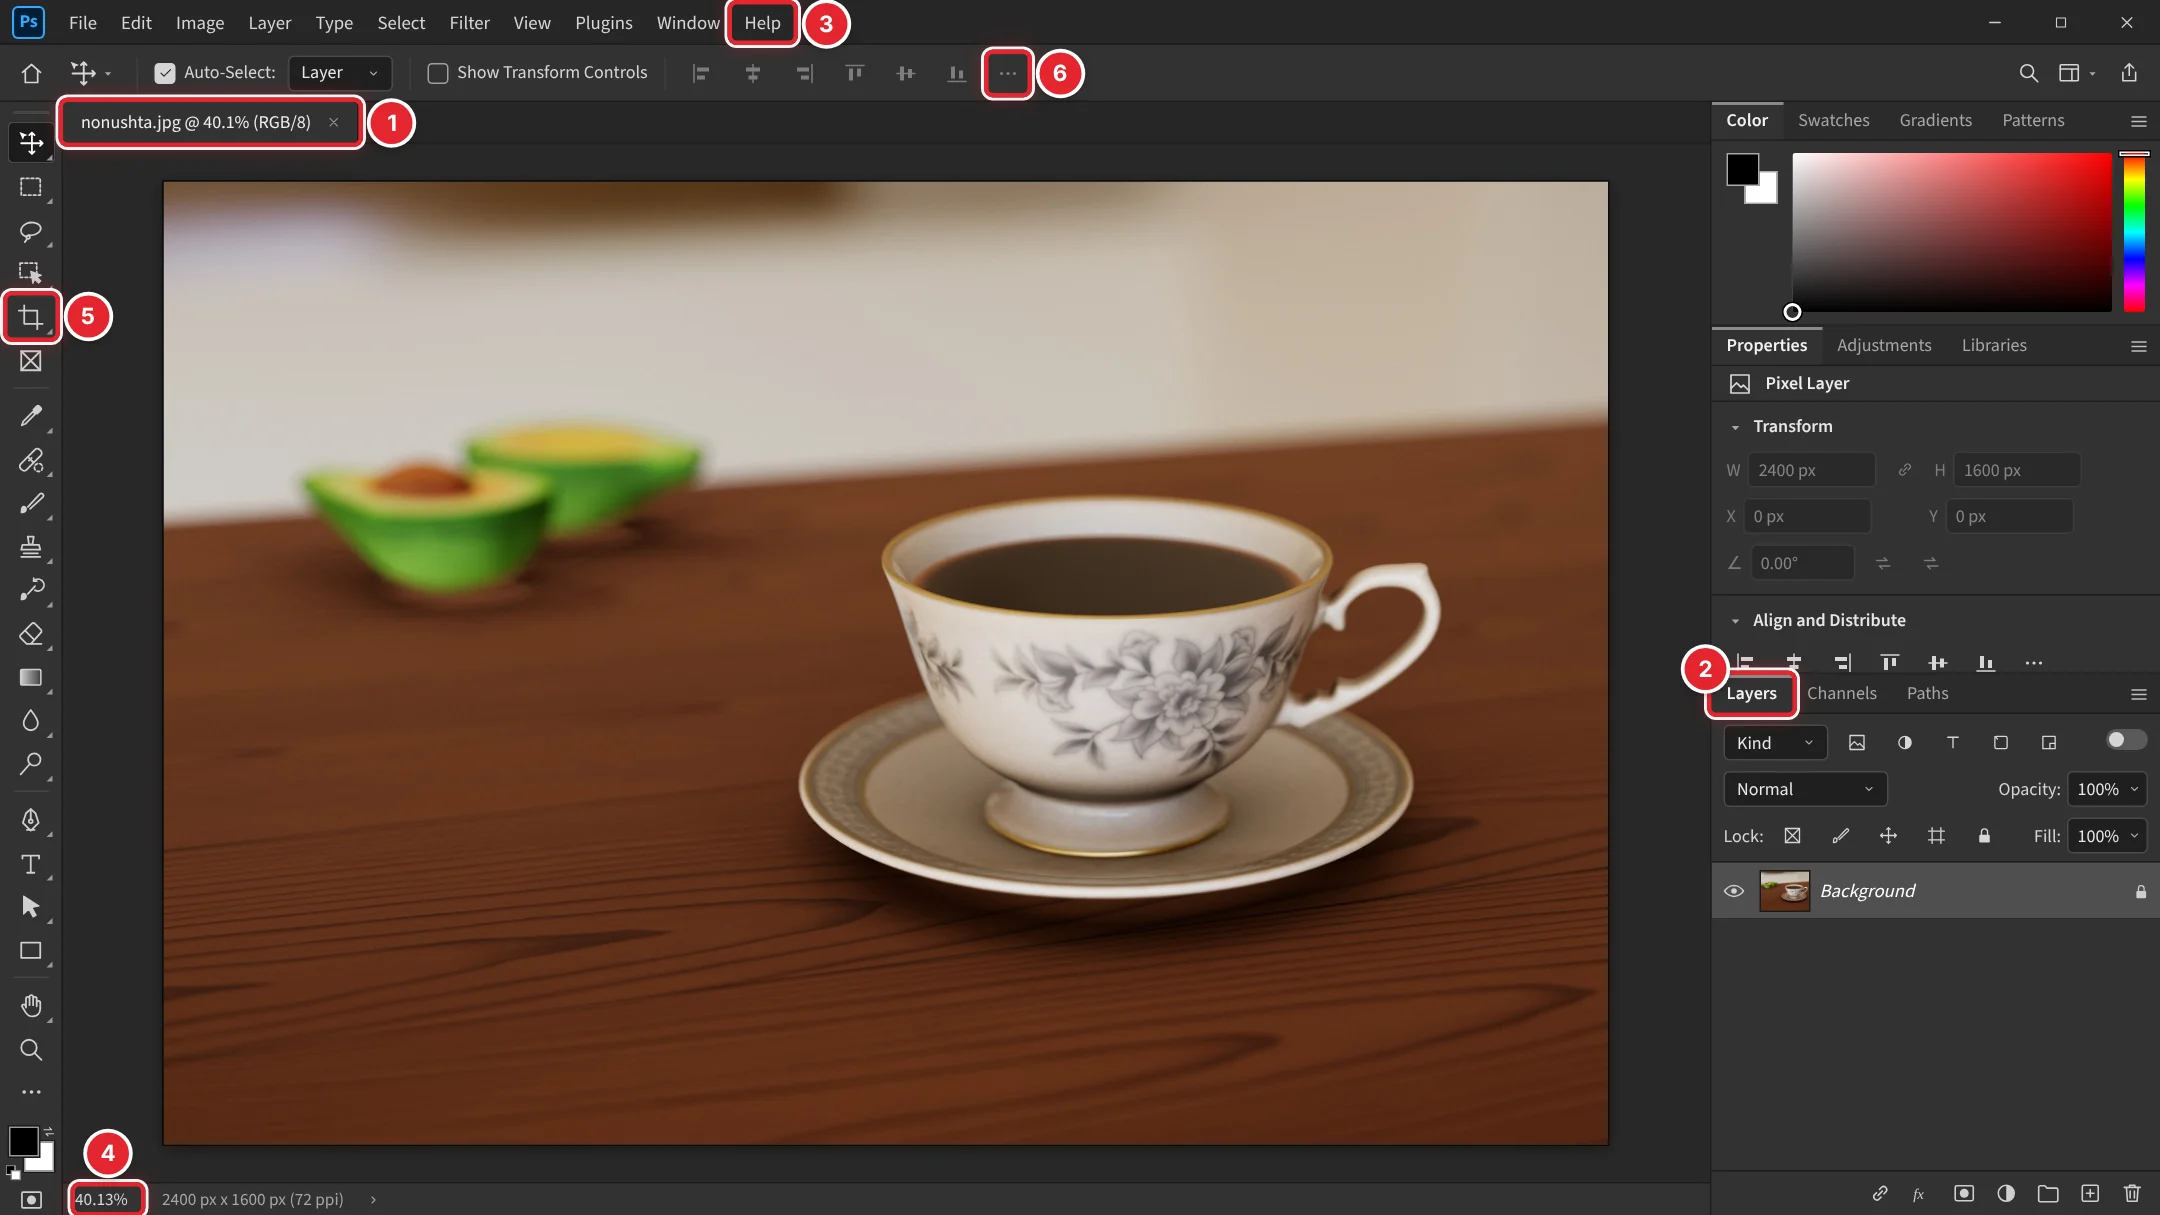 Ps File Edit Image Layer Type Select Filter View Plugins Window Help 3
Auto-Select: Layer Show Transform Controls 6
nonushta.jpg @ 40.1% (RGB/8) 1
5
Color Swatches Gradients Patterns
Properties Adjustments Libraries
Pixel Layer
Transform
W 2400 px H 1600 px
X 0 px Y 0 px
0.00°
Align and Distribute
2
Layers Channels Paths
Kind
Normal Opacity: 100%
Lock: Fill: 100%
Background
4
40.13% 2400 px x 1600 px (72 ppi)
fx